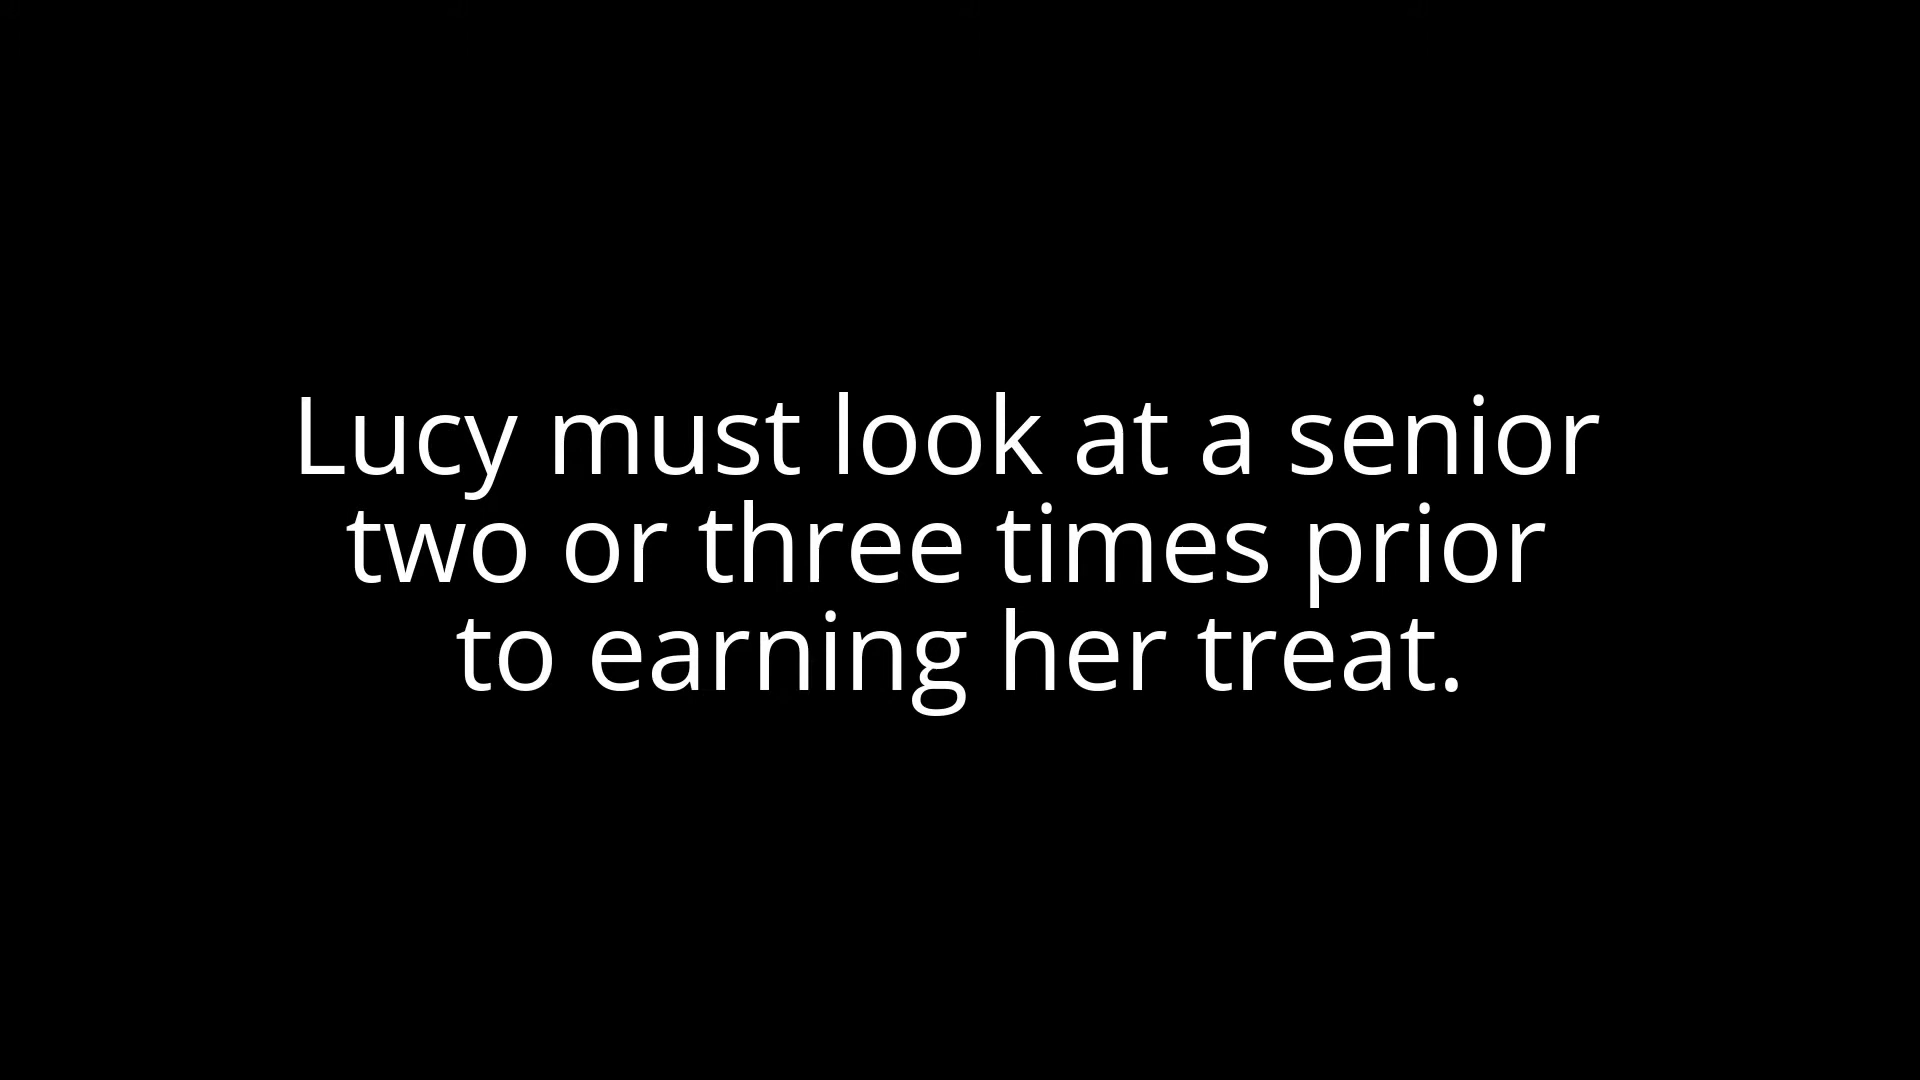 Lucy must look at a senior
two or three times prior
to earning her treat.